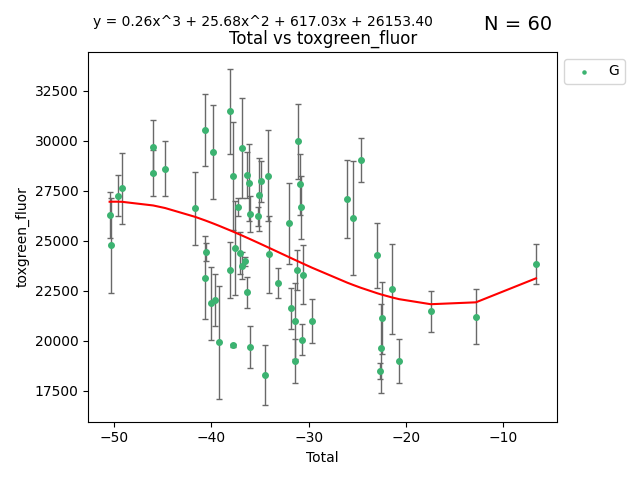 y = 0.26x^3 + 25.68x^2 + 617.03x + 26153.40
N = 60
Total vs toxgreen_fluor
G
toxgreen_fluor
32500
30000
27500
25000
22500
20000
17500
−50
−40
−30
−20
−10
Total